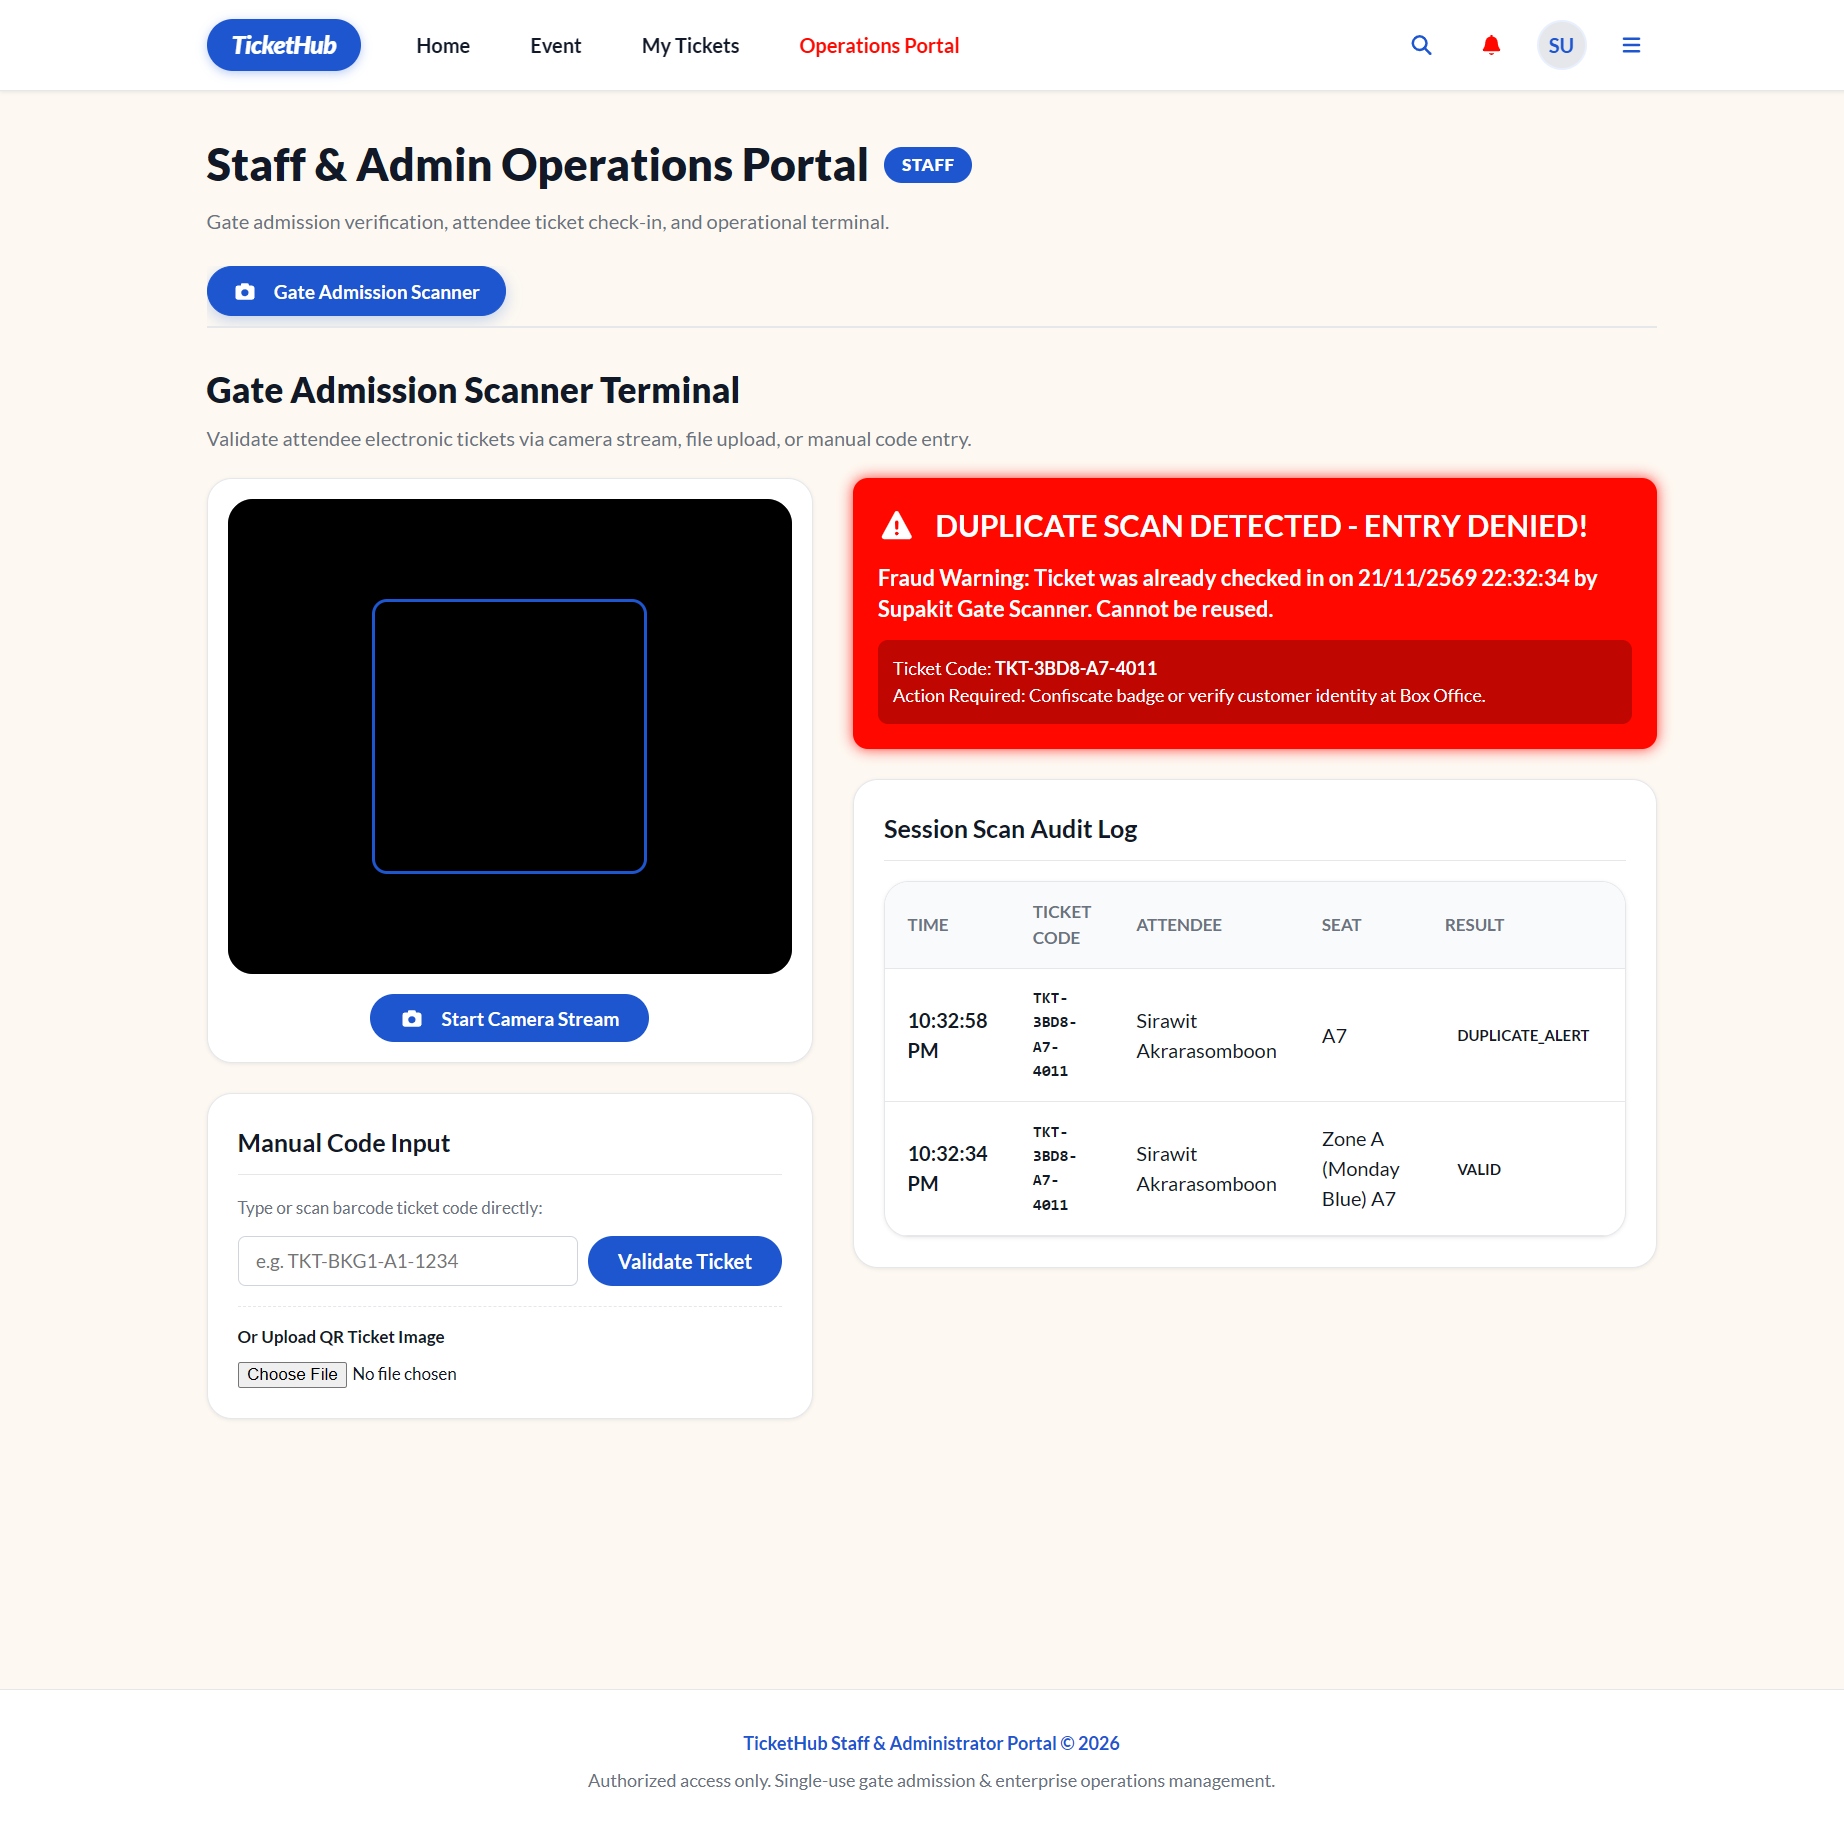 TicketHub
Home
Event
My Tickets
Operations Portal
SU
Staff & Admin Operations Portal
STAFF
Gate admission verification, attendee ticket check-in, and operational terminal.
Gate Admission Scanner
Gate Admission Scanner Terminal
Validate attendee electronic tickets via camera stream, file upload, or manual code entry.
Start Camera Stream
Manual Code Input
Type or scan barcode ticket code directly:
e.g. TKT-BKG1-A1-1234
Validate Ticket
Or Upload QR Ticket Image
Choose File No file chosen
DUPLICATE SCAN DETECTED - ENTRY DENIED!
Fraud Warning: Ticket was already checked in on 21/11/2569 22:32:34 by
Supakit Gate Scanner. Cannot be reused.
Ticket Code: TKT-3BD8-A7-4011
Action Required: Confiscate badge or verify customer identity at Box Office.
Session Scan Audit Log
TIME
TICKET
CODE
ATTENDEE
SEAT
RESULT
10:32:58
PM
TKT-
3BD8-
A7-
4011
Sirawit
Akrarasomboon
A7
DUPLICATE_ALERT
10:32:34
PM
TKT-
3BD8-
A7-
4011
Sirawit
Akrarasomboon
Zone A
(Monday
Blue) A7
VALID
TicketHub Staff & Administrator Portal © 2026
Authorized access only. Single-use gate admission & enterprise operations management.